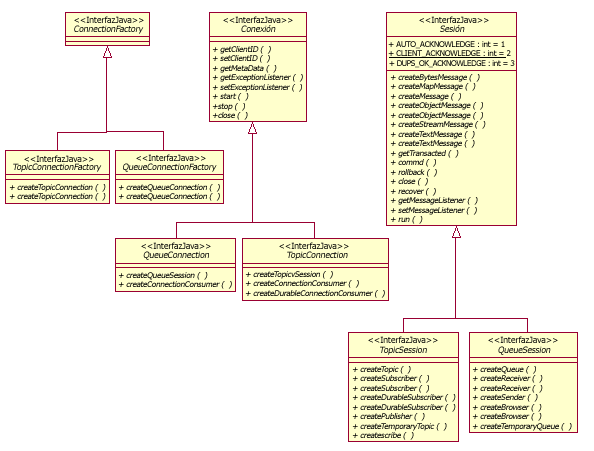 <<InterfazJava>>
ConnectionFactory
<<InterfazJava>>
Conexión
+ getClientID ( )
+ setClientID ( )
+ getMetaData ( )
+ getExceptionListener ( )
+ setExceptionListener ( )
+ start ( )
+stop ( )
+close ( )
<<InterfazJava>>
Sesión
+ AUTO_ACKNOWLEDGE : int = 1
+ CLIENT_ACKNOWLEDGE : int = 2
+ DUPS_OK_ACKNOWLEDGE : int = 3
+ createBytesMessage ( )
+ createMapMessage ( )
+ createMessage ( )
+ createObjectMessage ( )
+ createObjectMessage ( )
+ createStreamMessage ( )
+ createTextMessage ( )
+ createTextMessage ( )
+ getTransacted ( )
+ commd ( )
+ rollback ( )
+ close ( )
+ recover ( )
+ getMessageListener ( )
+ setMessageListener ( )
+ run ( )
<<InterfazJava>>
TopicConnectionFactory
+ createTopicConnection ( )
+ createTopicConnection ( )
<<InterfazJava>>
QueueConnectionFactory
+ createQueueConnection ( )
+ createQueueConnection ( )
<<InterfazJava>>
QueueConnection
+ createQueueSession ( )
+ createConnectionConsumer ( )
<<InterfazJava>>
TopicConnection
+ createTopicvSession ( )
+ createConnectionConsumer ( )
+ createDurableConnectionConsumer ( )
<<InterfazJava>>
TopicSession
+ createTopic ( )
+ createSubscriber ( )
+ createSubscriber ( )
+ createDurableSubscriber ( )
+ createDurableSubscriber ( )
+ createPublisher ( )
+ createTemporaryTopic ( )
+ createscribe ( )
<<InterfazJava>>
QueueSession
+ createQueue ( )
+ createReceiver ( )
+ createReceiver ( )
+ createSender ( )
+ createBrowser ( )
+ createBrowser ( )
+ createTemporaryQueue ( )